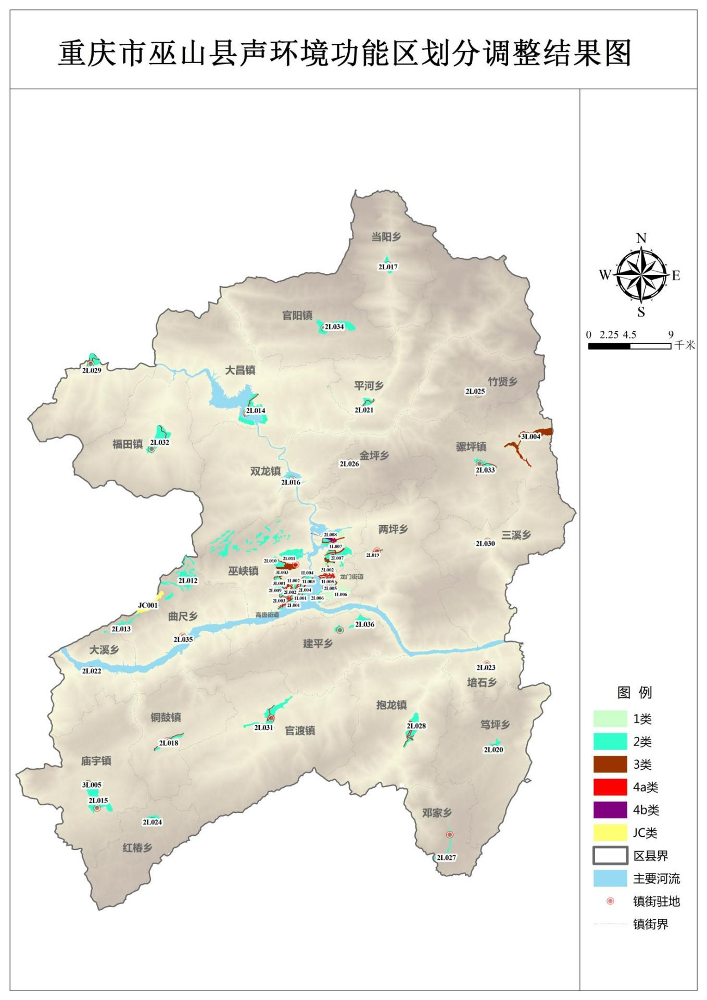 重庆市巫山县声环境功能区划分调整结果图
当阳乡
2L017
N
W
E
S
0 2.25 4.5 9
千米
官阳镇
2L034
2L029
大昌镇
2L014
平河乡
2L021
竹贤乡
2L025
3L004
福田镇
2L032
骡坪镇
2L033
金坪乡
2L026
双龙镇
2L016
两坪乡
2L019
三溪乡
2L030
2L008
1L007
2L007
2L010
2L011
巫峡镇
3L003
1L004
3L002
龙门街道
2L012
3L001
1L002
1L003
1L005
2L009
2L002
2L004
2L005
1L006
2L003
1L001
2L006
2L001
JC001
曲尺乡
高唐街道
2L013
2L035
2L036
建平乡
大溪乡
2L022
2L023
培石乡
铜鼓镇
2L018
2L031
官渡镇
抱龙镇
2L028
笃坪乡
2L020
庙宇镇
3L005
2L015
2L024
红椿乡
邓家乡
2L027
图 例
1类
2类
3类
4a类
4b类
JC类
区县界
主要河流
镇街驻地
镇街界